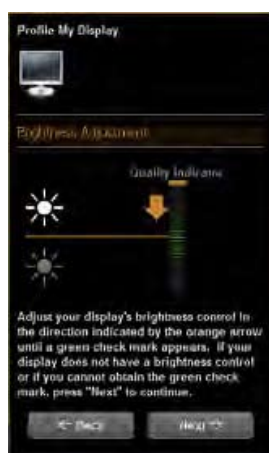 Profile My Display
Brightness Adjustment
Quality Indicator
Adjust your display's brightness control in
the direction indicated by the orange arrow
until a green check mark appears. If your
display does not have a brightness control
or if you cannot obtain the green check
mark, press "Next" to continue.
Back
Next